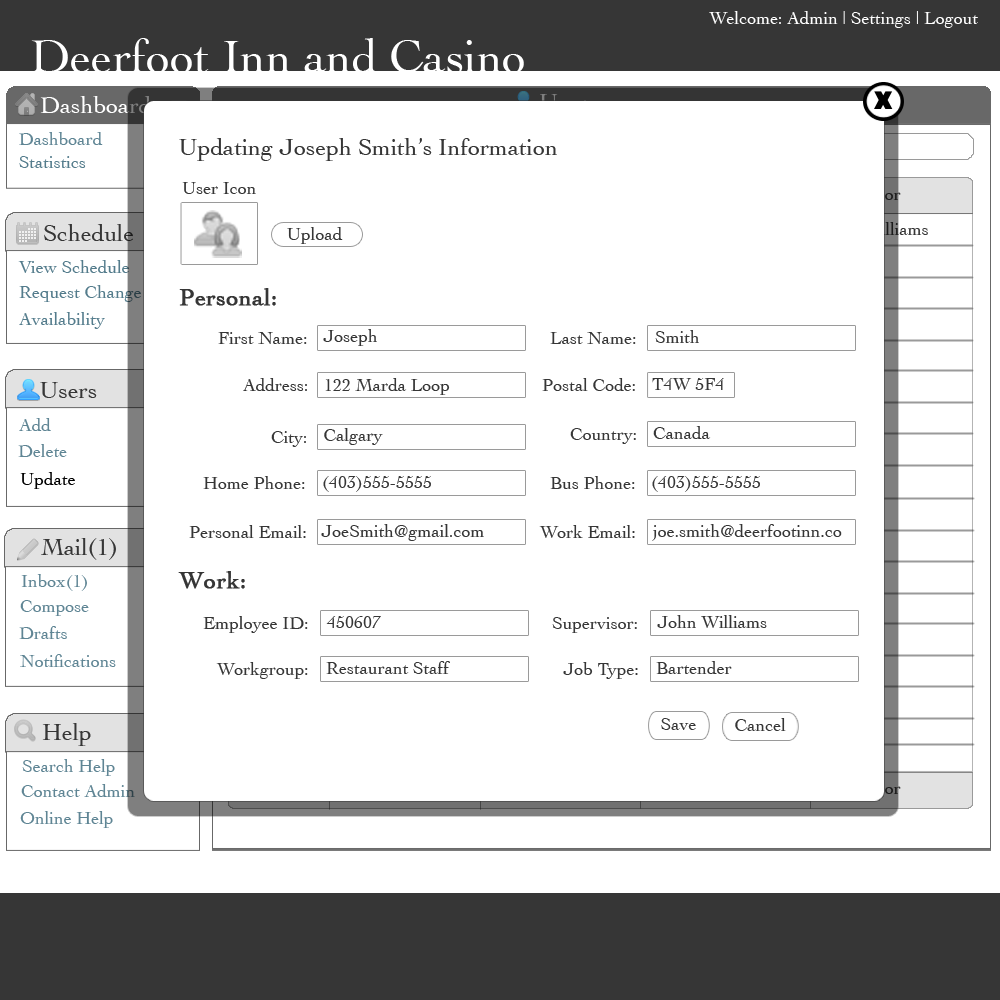 Welcome: Admin | Settings | Logout
Deerfoot Inn and Casino
Dashboard
Dashboard
Statistics
Schedule
View Schedule
Request Change
Availability
Users
Add
Delete
Update
Mail(1)
Inbox(1)
Compose
Drafts
Notifications
Help
Search Help
Contact Admin
Online Help
X
Updating Joseph Smith's Information
User Icon
Upload
Personal:
First Name: Joseph Last Name: Smith
Address: 122 Marda Loop Postal Code: T4W 5F4
City: Calgary Country: Canada
Home Phone: (403)555-5555 Bus Phone: (403)555-5555
Personal Email: JoeSmith@gmail.com Work Email: joe.smith@deerfootinn.co
Work:
Employee ID: 450607 Supervisor: John Williams
Workgroup: Restaurant Staff Job Type: Bartender
Save Cancel
or
lliams
or